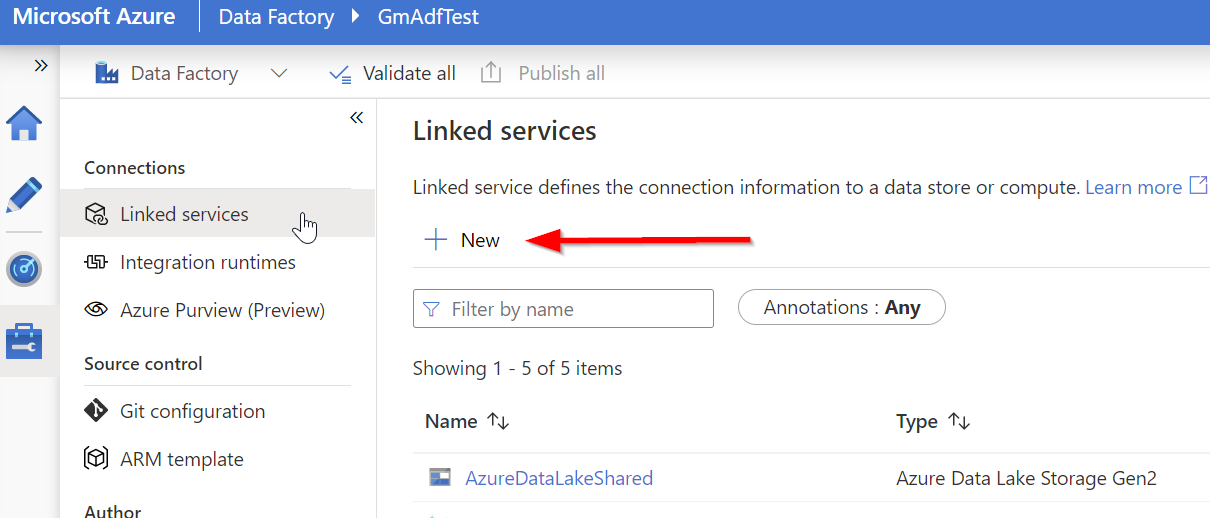 Microsoft Azure Data Factory GmAdfTest
Data Factory Validate all Publish all
Connections
Linked services
Integration runtimes
Azure Purview (Preview)
Source control
Git configuration
ARM template
Author
Linked services
Linked service defines the connection information to a data store or compute. Learn more
New
Filter by name Annotations : Any
Showing 1 - 5 of 5 items
Name Type
AzureDataLakeShared Azure Data Lake Storage Gen2